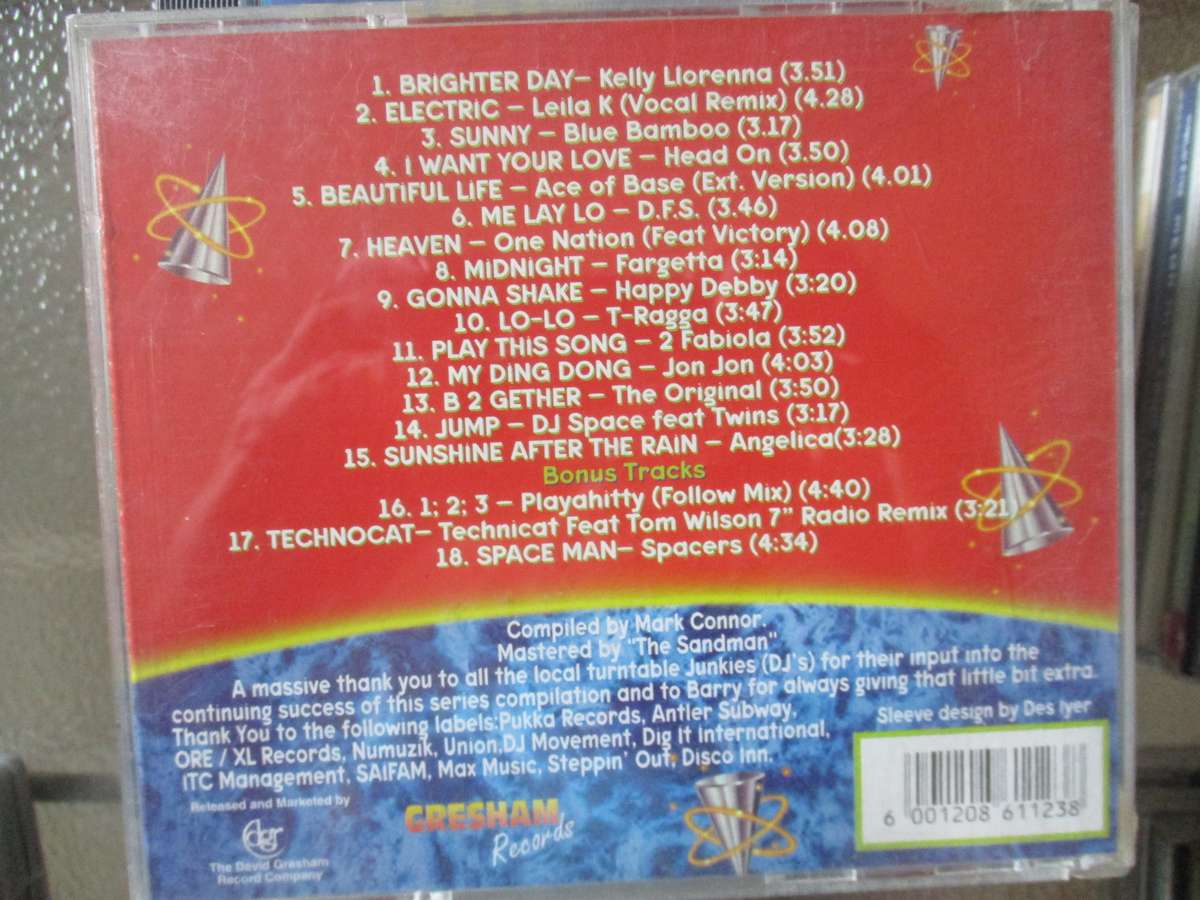 1. BRIGHTER DAY– Kelly Llorenna (3.51)
2. ELECTRIC – Leila K (Vocal Remix) (4.28)
3. SUNNY – Blue Bamboo (3.17)
4. I WANT YOUR LOVE – Head On (3.50)
5. BEAUTIFUL LIFE – Ace of Base (Ext. Version) (4.01)
6. ME LAY LO – D.F.S. (3.46)
7. HEAVEN – One Nation (Feat Victory) (4.08)
8. MIDNIGHT – Fargetta (3:14)
9. GONNA SHAKE – Happy Debby (3:20)
10. LO-LO – T-Ragga (3:47)
11. PLAY THIS SONG – 2 Fabiola (3:52)
12. MY DING DONG – Jon Jon (4:03)
13. B 2 GETHER – The Original (3:50)
14. JUMP – DJ Space feat Twins (3:17)
15. SUNSHINE AFTER THE RAIN – Angelica(3:28)
Bonus Tracks
16. 1; 2; 3 – Playahitty (Follow Mix) (4:40)
17. TECHNOCAT– Technicat Feat Tom Wilson 7" Radio Remix (3:21)
18. SPACE MAN– Spacers (4:34)
Compiled by Mark Connor.
Mastered by "The Sandman"
A massive thank you to all the local turntable Junkies (DJ's) for their input into the
continuing success of this series compilation and to Barry for always giving that little bit extra.
Thank You to the following labels:Pukka Records, Antler Subway,
ORE / XL Records, Numuzik, Union,DJ Movement, Dig It International,
ITC Management, SAIFAM, Max Music, Steppin' Out, Disco Inn.
Sleeve design by Des Iyer
Released and Marketed by
dgr
The David Gresham
Record Company
GRESHAM
Records
6 001208 611238